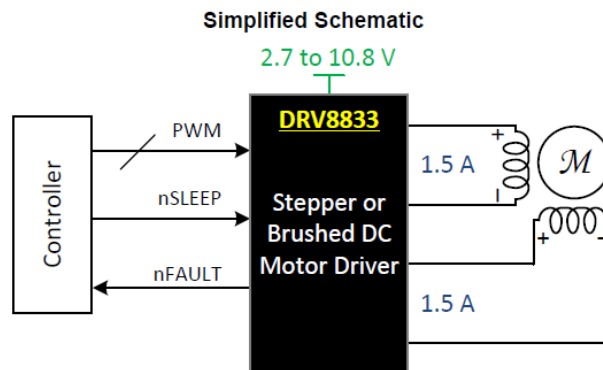 Simplified Schematic
2.7 to 10.8 V
DRV8833
Stepper or
Brushed DC
Motor Driver
Controller
PWM
nSLEEP
nFAULT
+
1.5 A
–
M
+
–
1.5 A